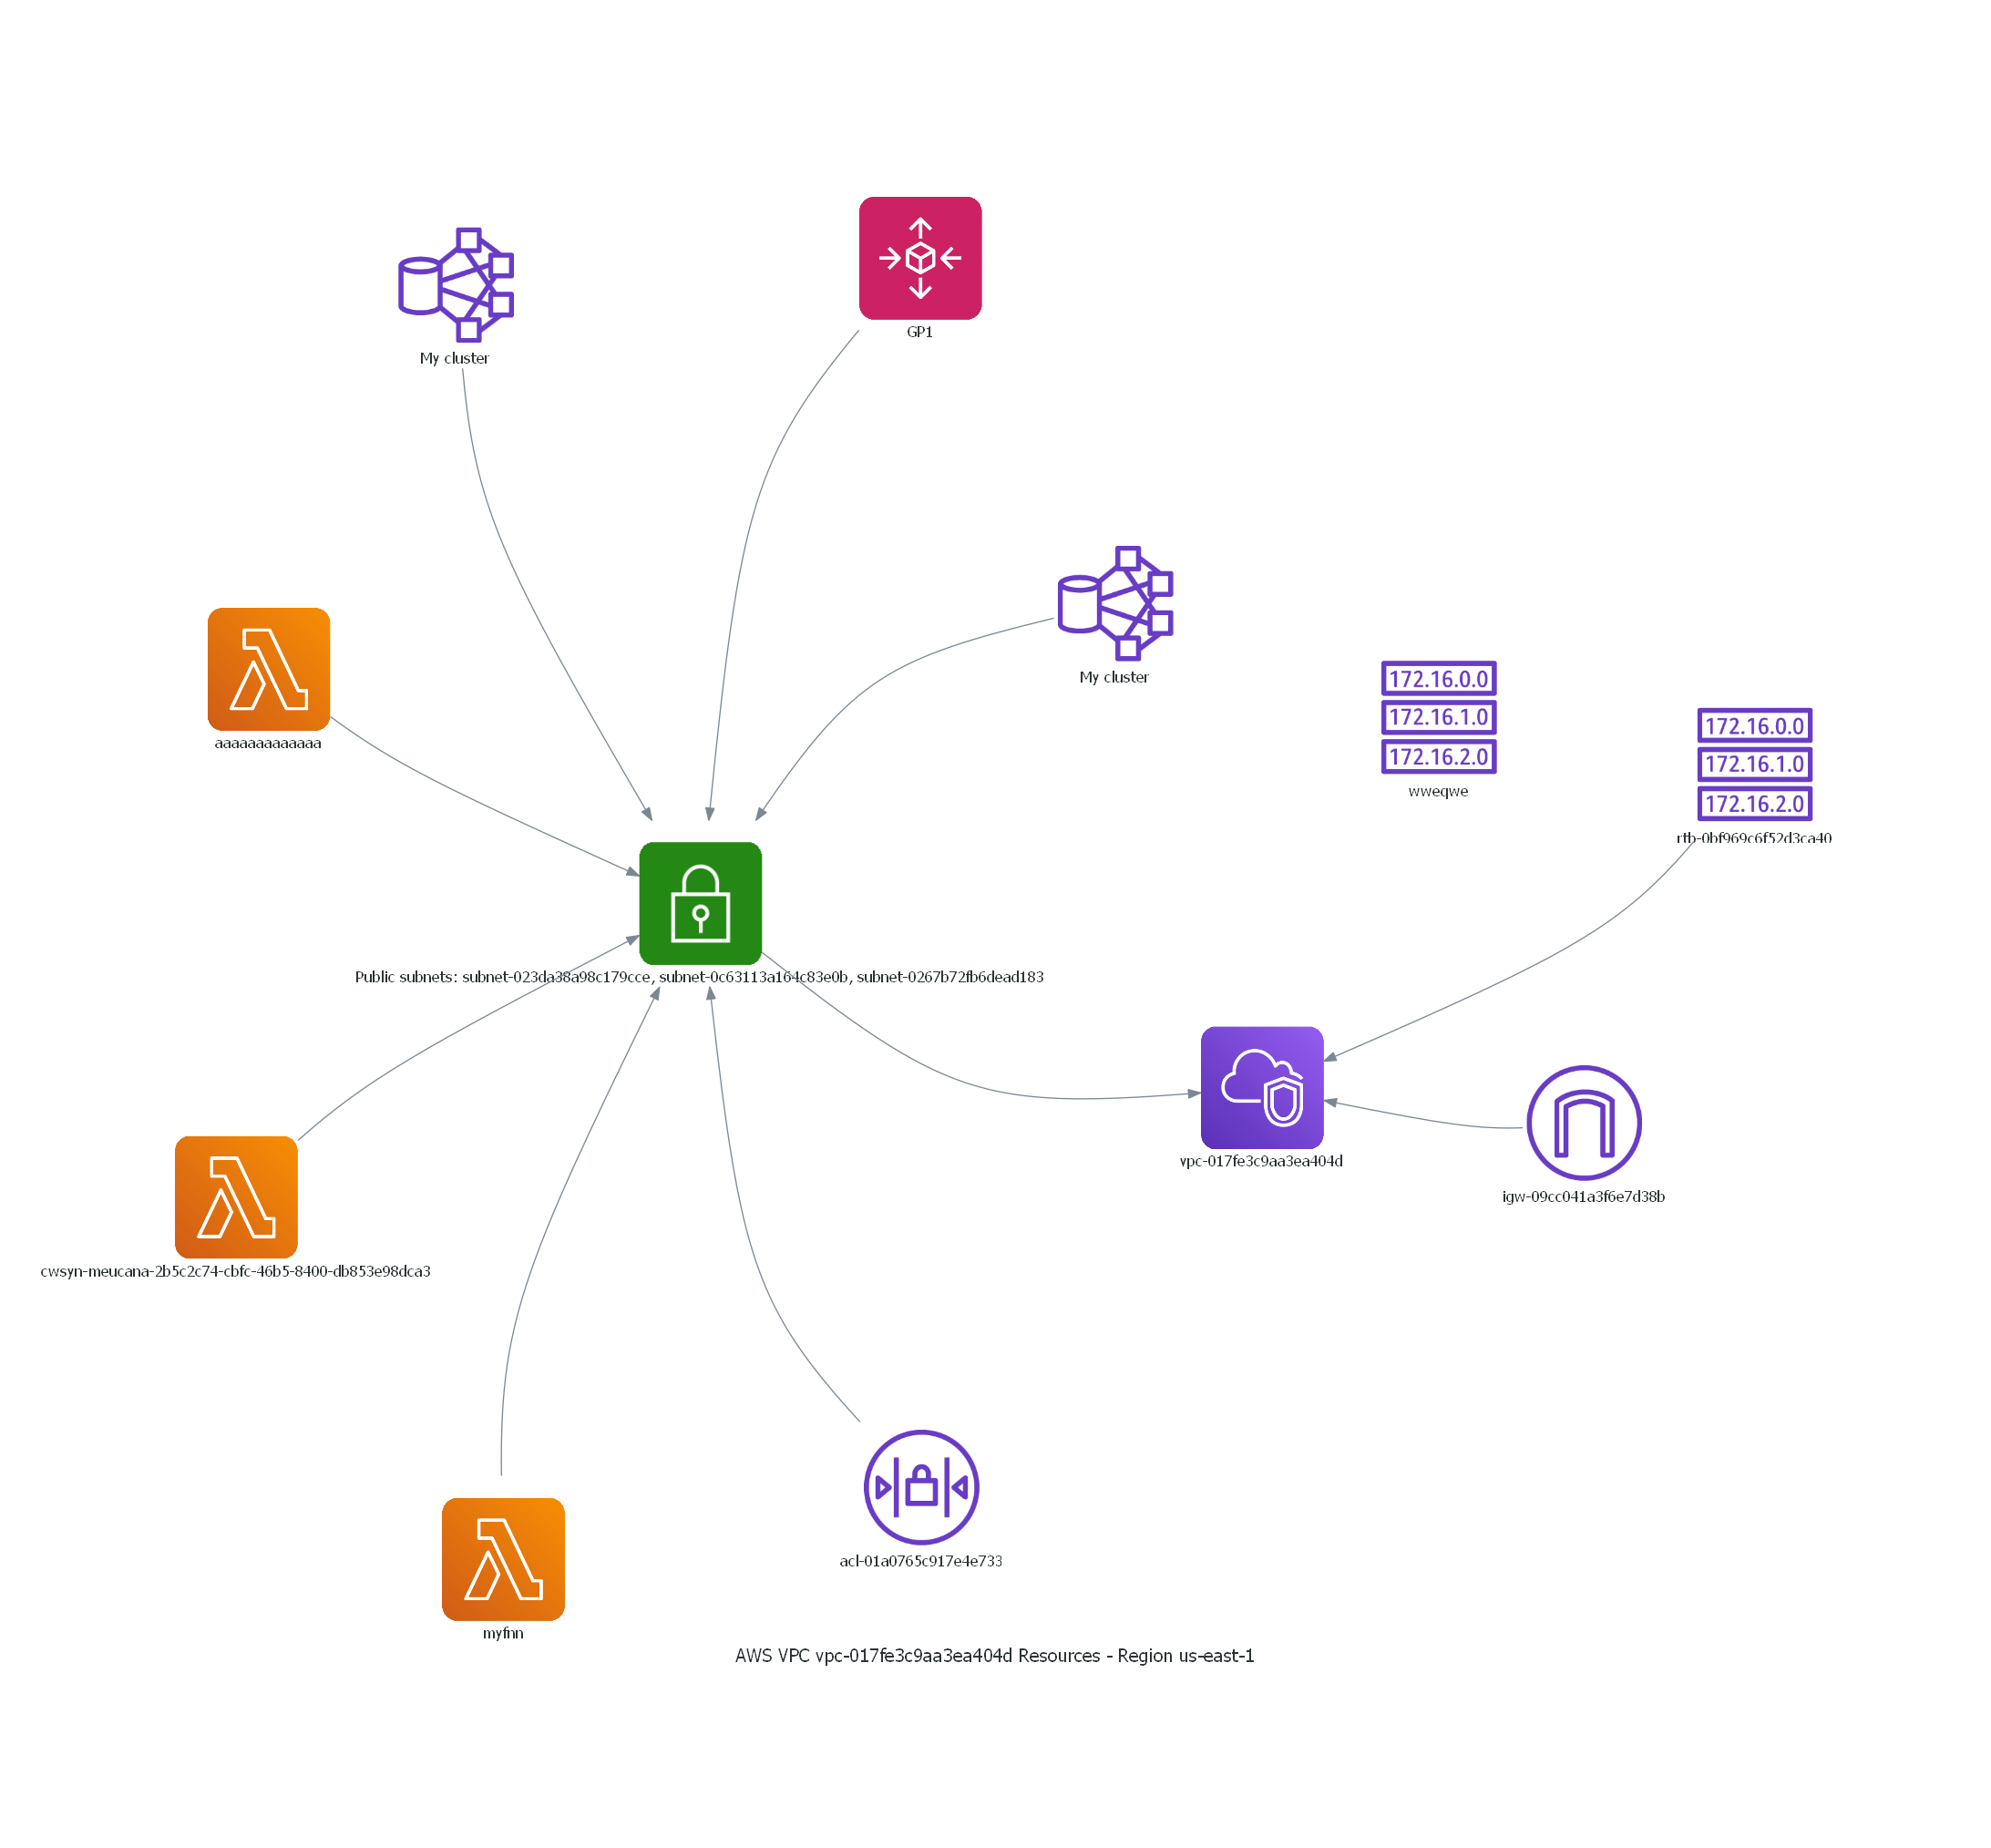 GP1
My cluster
My cluster
aaaaaaaaaaaaa
172.16.0.0
172.16.1.0
172.16.2.0
wweqwe
172.16.0.0
172.16.1.0
172.16.2.0
rtb-0bf969c6f52d3ca40
Public subnets: subnet-023da38a98c179cce, subnet-0c63113a164c83e0b, subnet-0267b72fb6dead183
vpc-017fe3c9aa3ea404d
igw-09cc041a3f6e7d38b
cwsyn-meucana-2b5c2c74-cbfc-46b5-8400-db853e98dca3
acl-01a0765c917e4e733
myfnn
AWS VPC vpc-017fe3c9aa3ea404d Resources - Region us-east-1